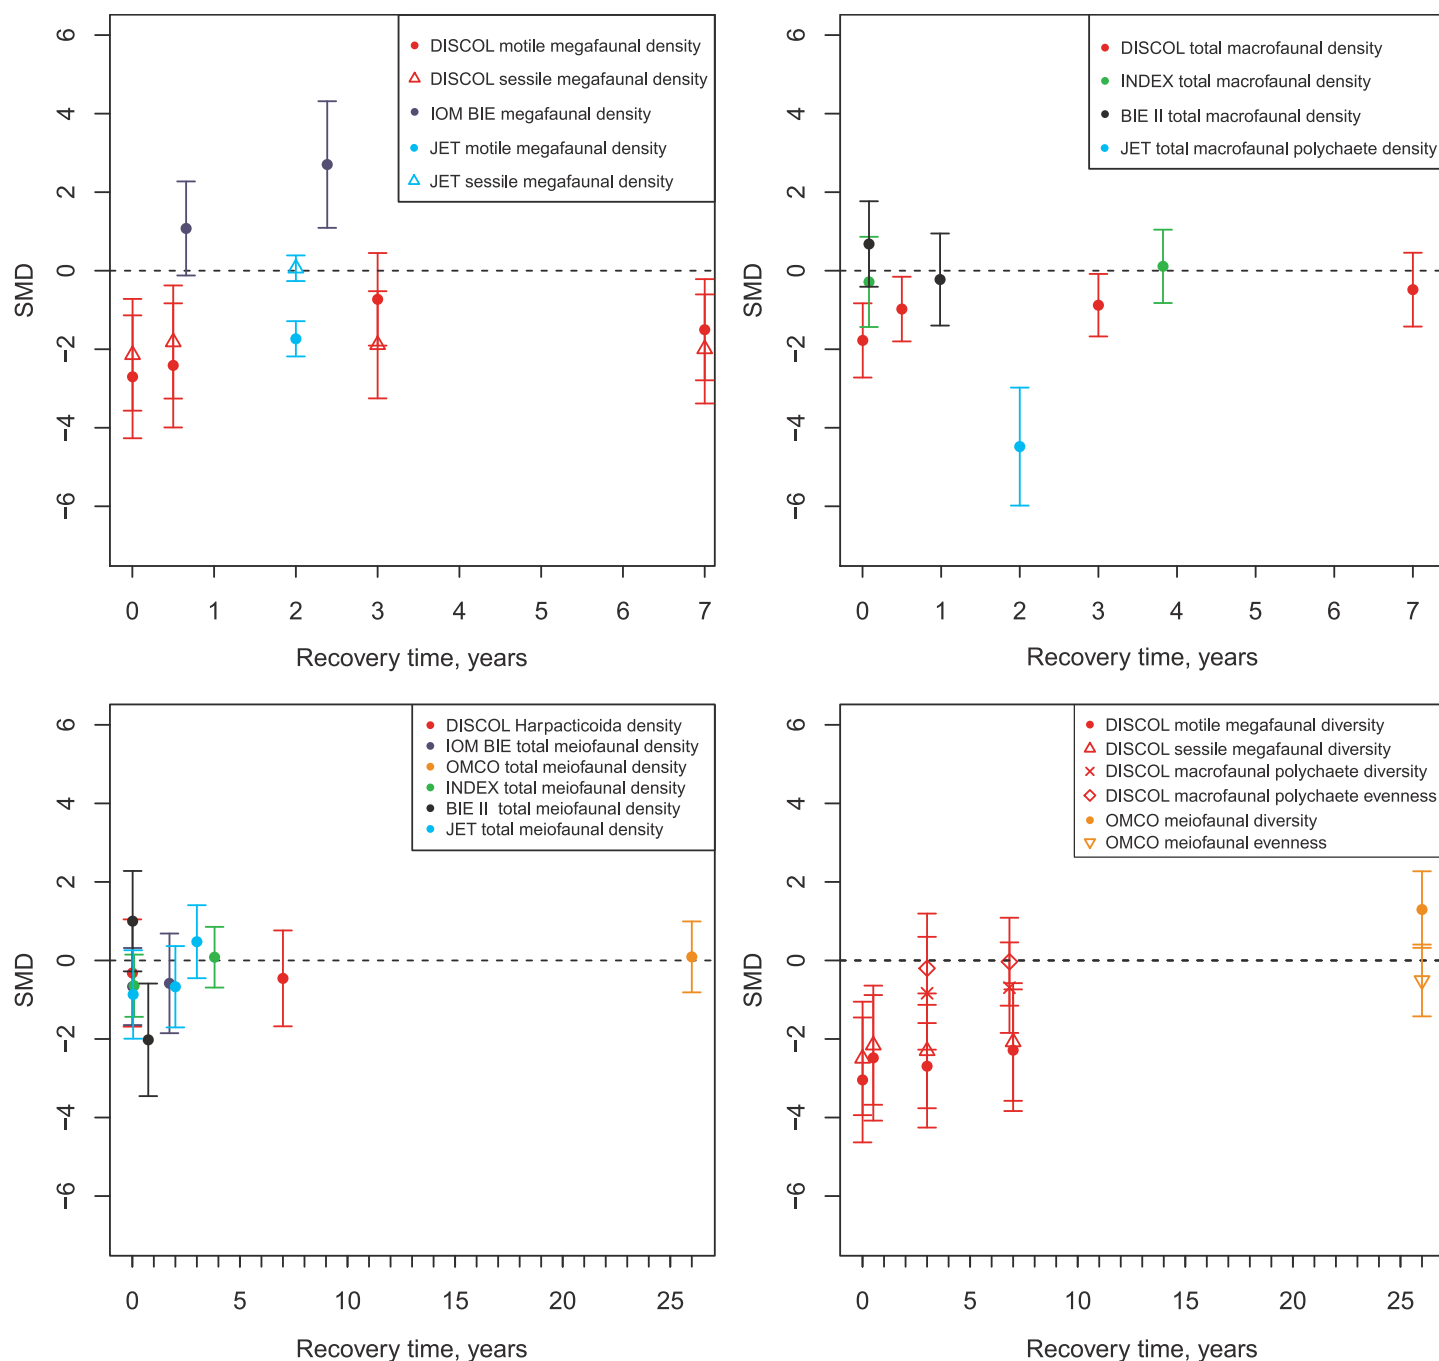 6
4
2
0
−2
−4
−6
SMD
DISCOL motile megafaunal density
DISCOL sessile megafaunal density
IOM BIE megafaunal density
JET motile megafaunal density
JET sessile megafaunal density
0 1 2 3 4 5 6 7
Recovery time, years
6
4
2
0
−2
−4
−6
SMD
DISCOL total macrofaunal density
INDEX total macrofaunal density
BIE II total macrofaunal density
JET total macrofaunal polychaete density
0 1 2 3 4 5 6 7
Recovery time, years
6
4
2
0
−2
−4
−6
SMD
DISCOL Harpacticoida density
IOM BIE total meiofaunal density
OMCO total meiofaunal density
INDEX total meiofaunal density
BIE II total meiofaunal density
JET total meiofaunal density
0 5 10 15 20 25
Recovery time, years
6
4
2
0
−2
−4
−6
SMD
DISCOL motile megafaunal diversity
DISCOL sessile megafaunal diversity
DISCOL macrofaunal polychaete diversity
DISCOL macrofaunal polychaete evenness
OMCO meiofaunal diversity
OMCO meiofaunal evenness
0 5 10 15 20 25
Recovery time, years